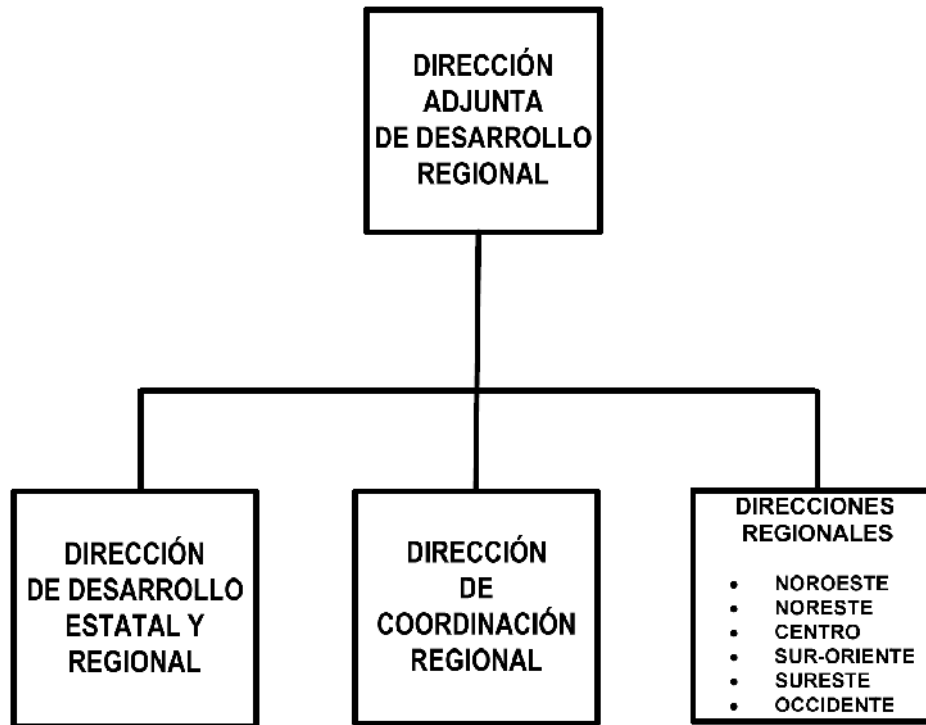 DIRECCIÓN
ADJUNTA
DE DESARROLLO
REGIONAL
DIRECCIÓN
DE DESARROLLO
ESTATAL Y
REGIONAL
DIRECCIÓN
DE
COORDINACIÓN
REGIONAL
DIRECCIONES
REGIONALES
• NOROESTE
• NORESTE
• CENTRO
• SUR-ORIENTE
• SURESTE
• OCCIDENTE